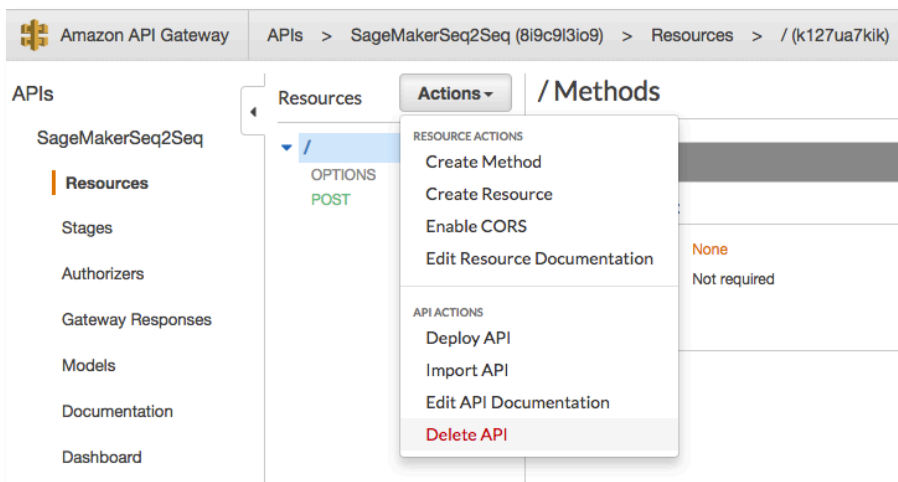 Amazon API Gateway
APIs > SageMakerSeq2Seq (8i9c9l3io9) > Resources > / (k127ua7kik)
APIs
SageMakerSeq2Seq
Resources
Stages
Authorizers
Gateway Responses
Models
Documentation
Dashboard
Resources
Actions
/
OPTIONS
POST
/ Methods
RESOURCE ACTIONS
Create Method
Create Resource
Enable CORS
Edit Resource Documentation
API ACTIONS
Deploy API
Import API
Edit API Documentation
Delete API
None
Not required